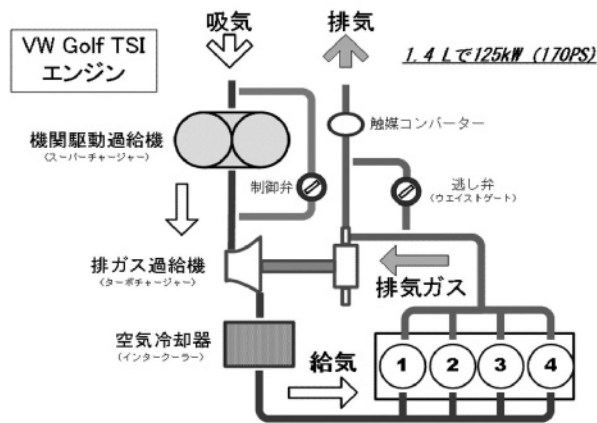 VW Golf TSI
エンジン
吸気
排気
1.4 Lで125kW (170PS)
機関駆動過給機
(スーパーチャージャー)
触媒コンバーター
制御弁
逃し弁
(ウエイストゲート)
排ガス過給機
(ターボチャージャー)
排気ガス
空気冷却器
(インタークーラー)
給気
1 2 3 4